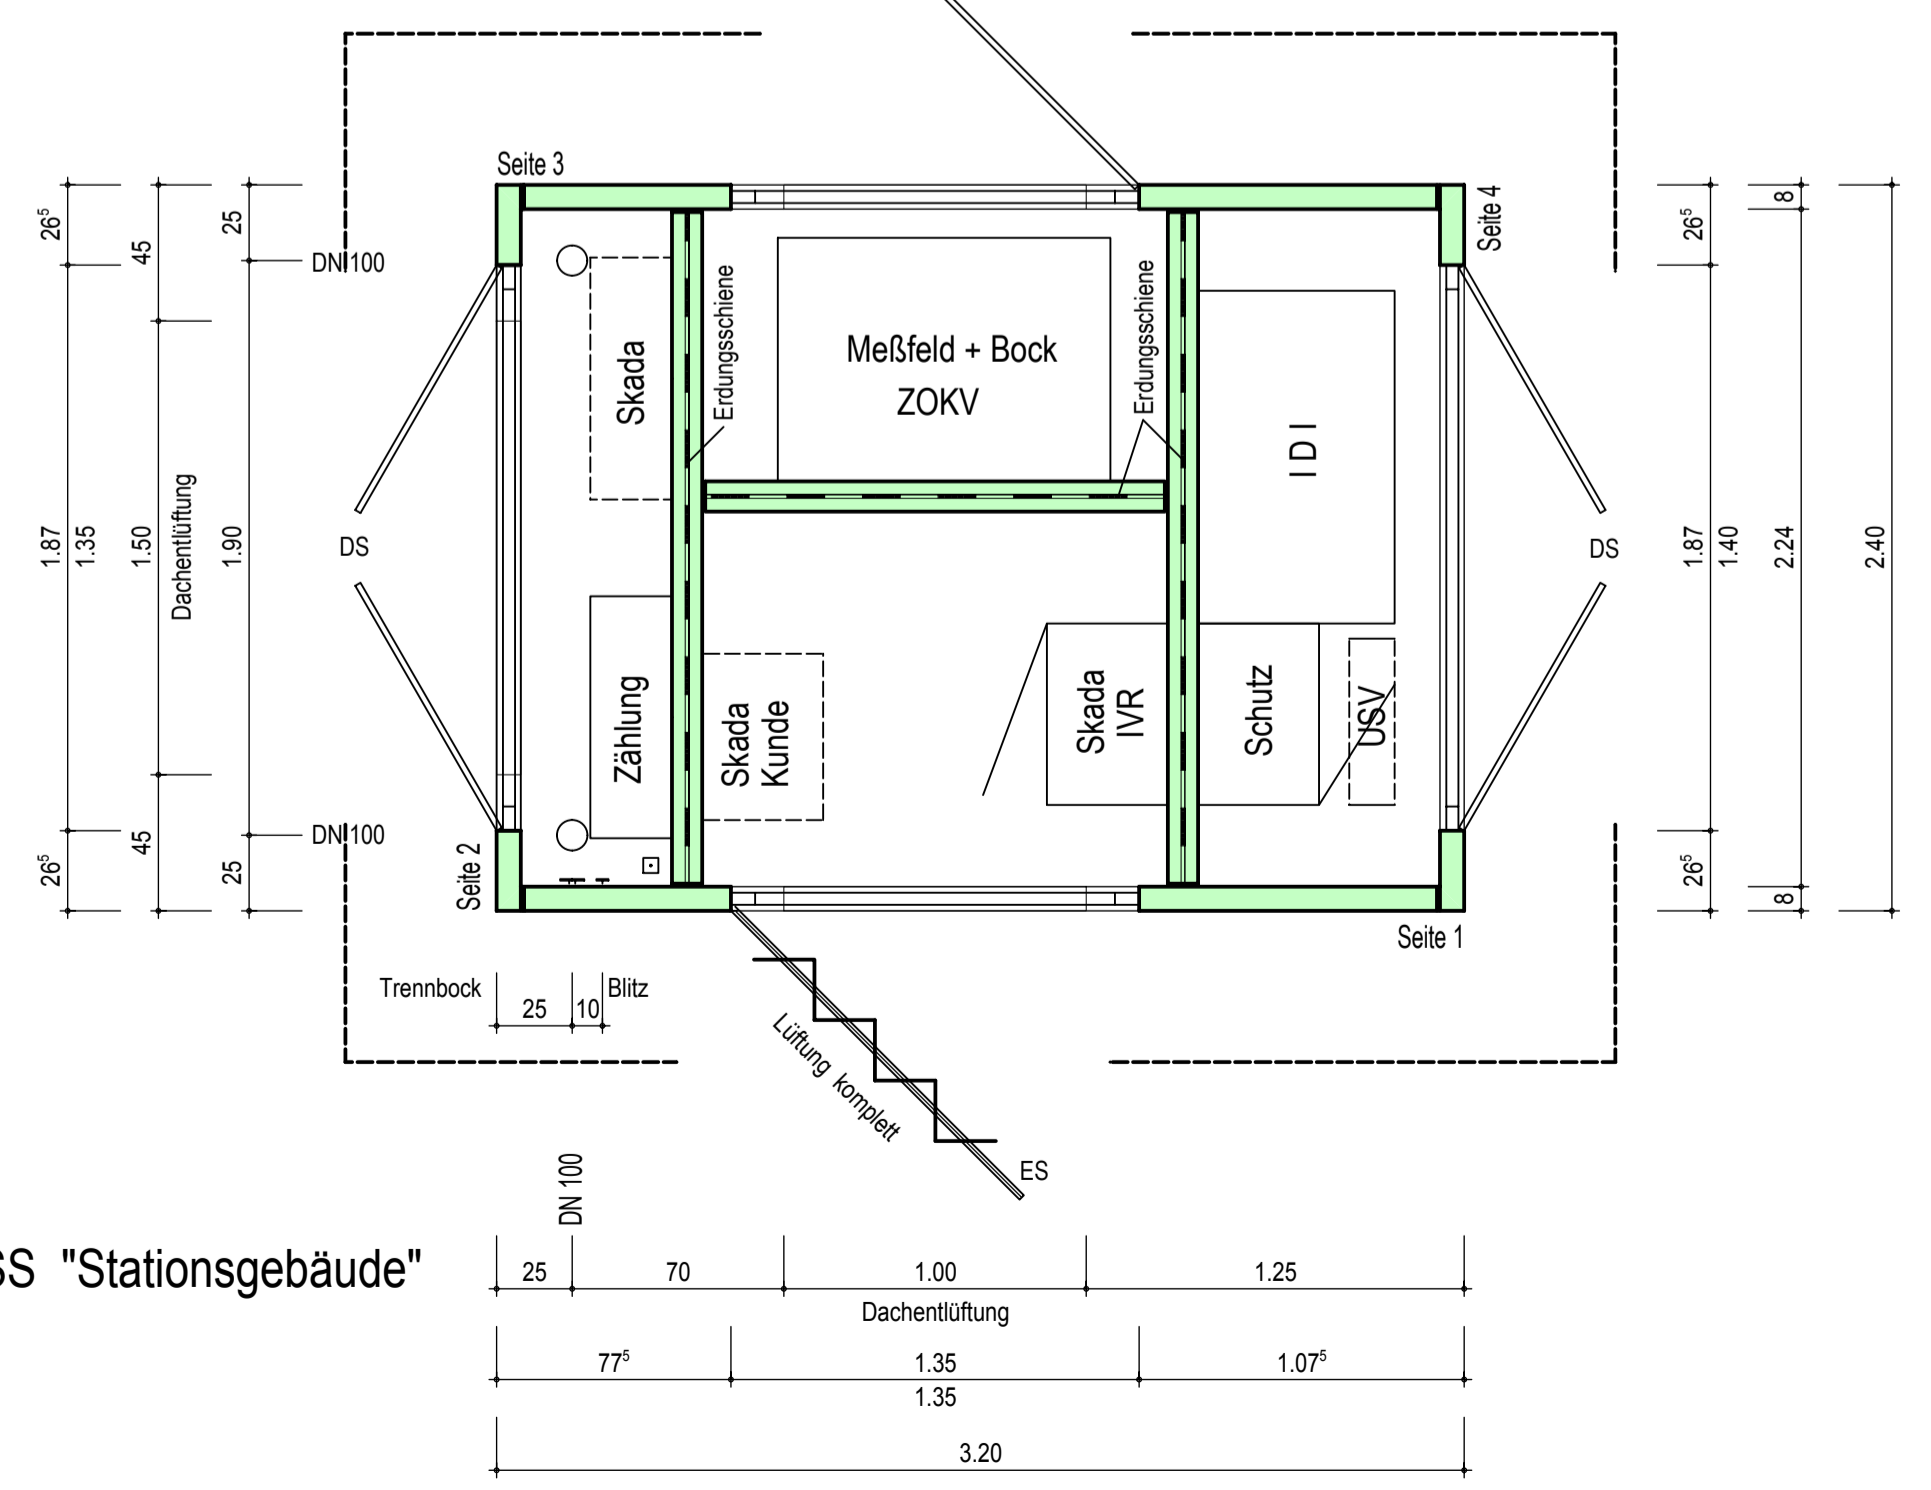 Seite 3
Seite 4
26⁵
45
25
DN 100
1.87
1.35
1.50
Dachentlüftung
1.90
DS
26⁵
45
25
DN 100
Skada
Erdungsschiene
Meßfeld + Bock
ZOKV
Erdungsschiene
I D I
Zählung
Skada
Kunde
Skada
IVR
Schutz
USV
DS
26⁵
8
1.87
1.40
2.24
2.40
26⁵
8
Seite 2
Seite 1
Trennbock
25
10
Blitz
Lüftung komplett
ES
DN 100
SS "Stationsgebäude"
25
70
1.00
1.25
Dachentlüftung
77⁵
1.35
1.07⁵
1.35
3.20